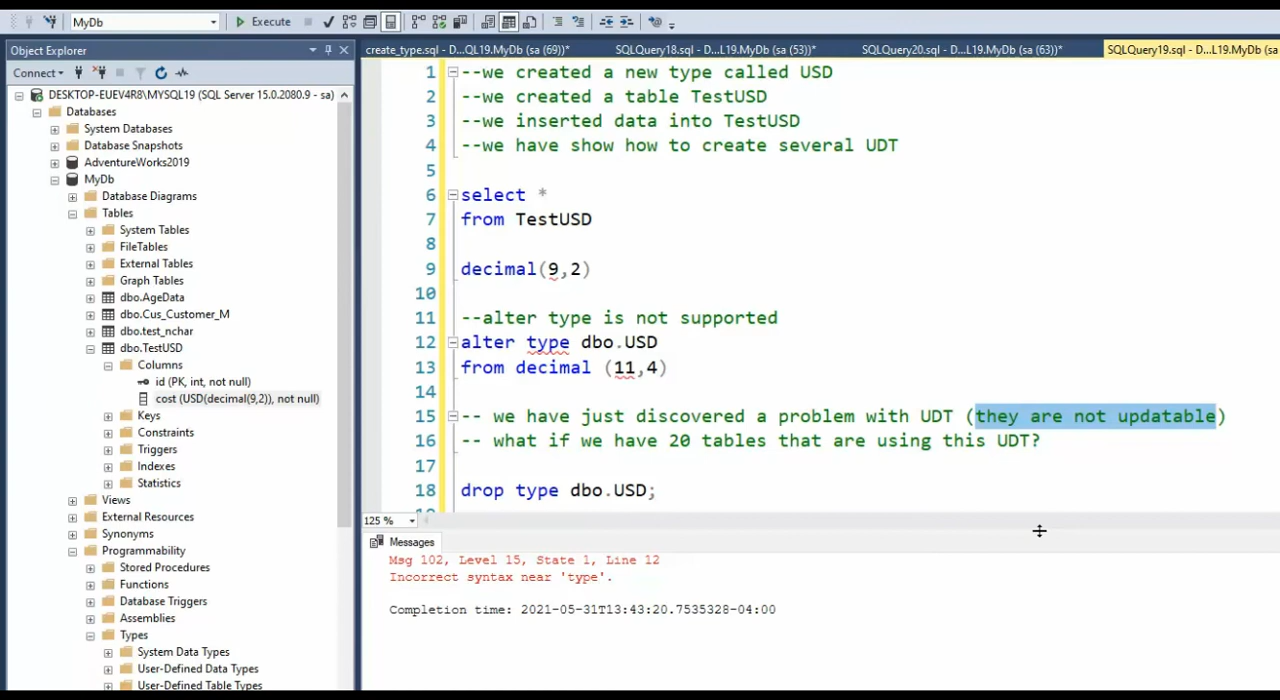 MyDb
Execute
Object Explorer
Connect
DESKTOP-EUEV4R8\MYSQL19 (SQL Server 15.0.2080.9 - sa)
Databases
System Databases
Database Snapshots
AdventureWorks2019
MyDb
Database Diagrams
Tables
System Tables
FileTables
External Tables
Graph Tables
dbo.AgeData
dbo.Cus_Customer_M
dbo.test_nchar
dbo.TestUSD
Columns
id (PK, int, not null)
cost (USD(decimal(9,2)), not null)
Keys
Constraints
Triggers
Indexes
Statistics
Views
External Resources
Synonyms
Programmability
Stored Procedures
Functions
Database Triggers
Assemblies
Types
System Data Types
User-Defined Data Types
User-Defined Table Types
create_type.sql - D...QL19.MyDb (sa (69))*
SQLQuery18.sql - D...L19.MyDb (sa (53))*
SQLQuery20.sql - D...L19.MyDb (sa (63))*
SQLQuery19.sql - D...L19.MyDb (sa
1 --we created a new type called USD
2 --we created a table TestUSD
3 --we inserted data into TestUSD
4 --we have show how to create several UDT
5
6 select *
7 from TestUSD
8
9 decimal(9,2)
10
11 --alter type is not supported
12 alter type dbo.USD
13 from decimal (11,4)
14
15 -- we have just discovered a problem with UDT (they are not updatable)
16 -- what if we have 20 tables that are using this UDT?
17
18 drop type dbo.USD;
125 %
Messages
Msg 102, Level 15, State 1, Line 12
Incorrect syntax near 'type'.
Completion time: 2021-05-31T13:43:20.7535328-04:00